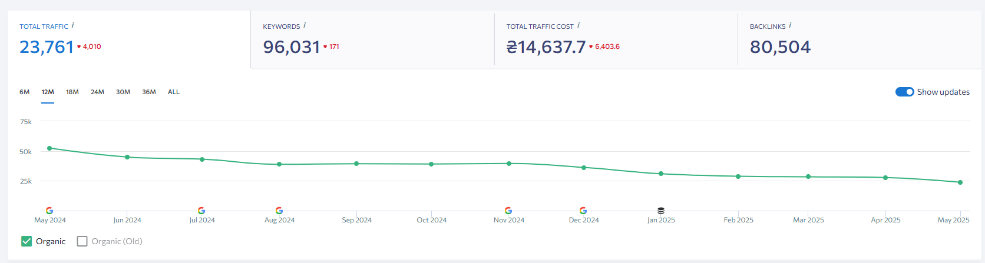 TOTAL TRAFFIC i
23,761 ▾ 4,010
KEYWORDS i
96,031 ▾ 171
TOTAL TRAFFIC COST i
₴14,637.7 ▾ 6,403.6
BACKLINKS i
80,504
6M 12M 18M 24M 30M 36M ALL
Show updates
75k
50k
25k
May 2024 Jun 2024 Jul 2024 Aug 2024 Sep 2024 Oct 2024 Nov 2024 Dec 2024 Jan 2025 Feb 2025 Mar 2025 Apr 2025 May 2025
Organic Organic (Old)